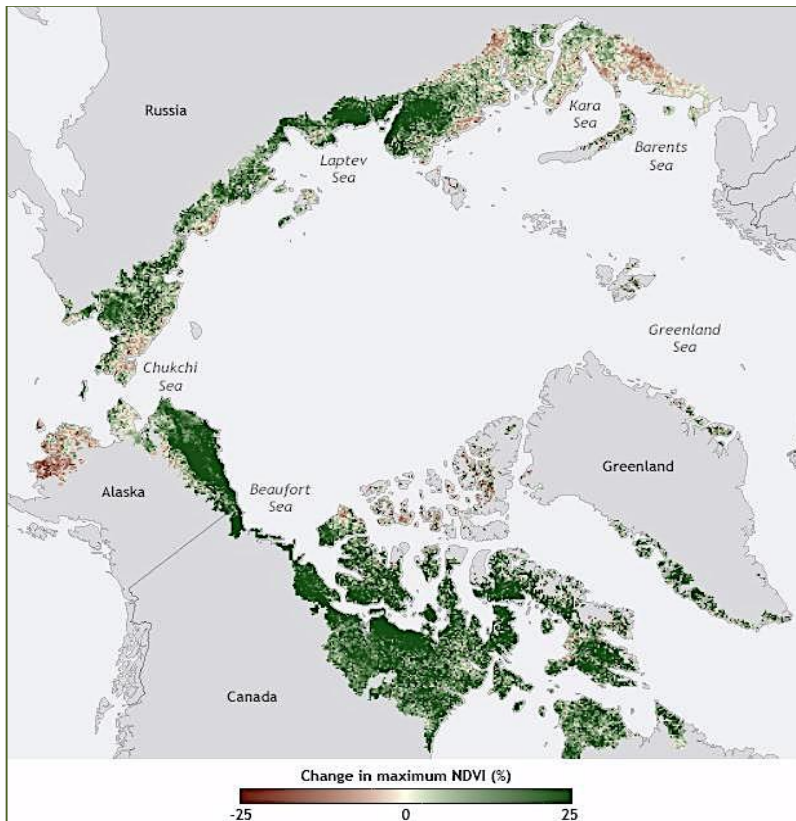 Russia
Kara
Sea
Laptev
Sea
Barents
Sea
Greenland
Sea
Chukchi
Sea
Greenland
Alaska
Beaufort
Sea
Canada
Change in maximum NDVI (%)
-25 0 25